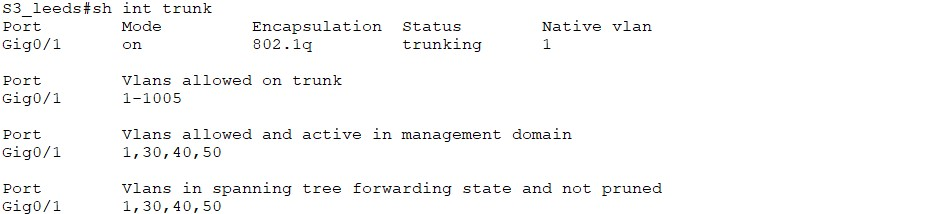 S3_leeds#sh int trunk
Port        Mode         Encapsulation  Status        Native vlan
Gig0/1      on           802.1q         trunking      1

Port        Vlans allowed on trunk
Gig0/1      1-1005

Port        Vlans allowed and active in management domain
Gig0/1      1,30,40,50

Port        Vlans in spanning tree forwarding state and not pruned
Gig0/1      1,30,40,50